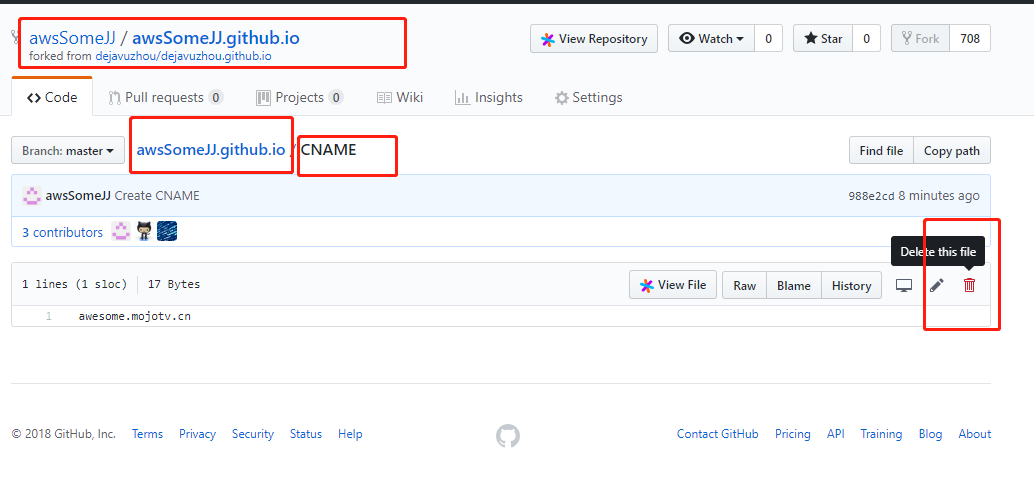 awsSomeJJ / awsSomeJJ.github.io
forked from dejavuzhou/dejavuzhou.github.io
View Repository
Watch 0
Star 0
Fork 708
Code
Pull requests 0
Projects 0
Wiki
Insights
Settings
Branch: master
awsSomeJJ.github.io / CNAME
Find file
Copy path
awsSomeJJ Create CNAME
988e2cd 8 minutes ago
3 contributors
Delete this file
1 lines (1 sloc) 17 Bytes
View File
Raw
Blame
History
1 awesome.mojotv.cn
© 2018 GitHub, Inc. Terms Privacy Security Status Help
Contact GitHub Pricing API Training Blog About